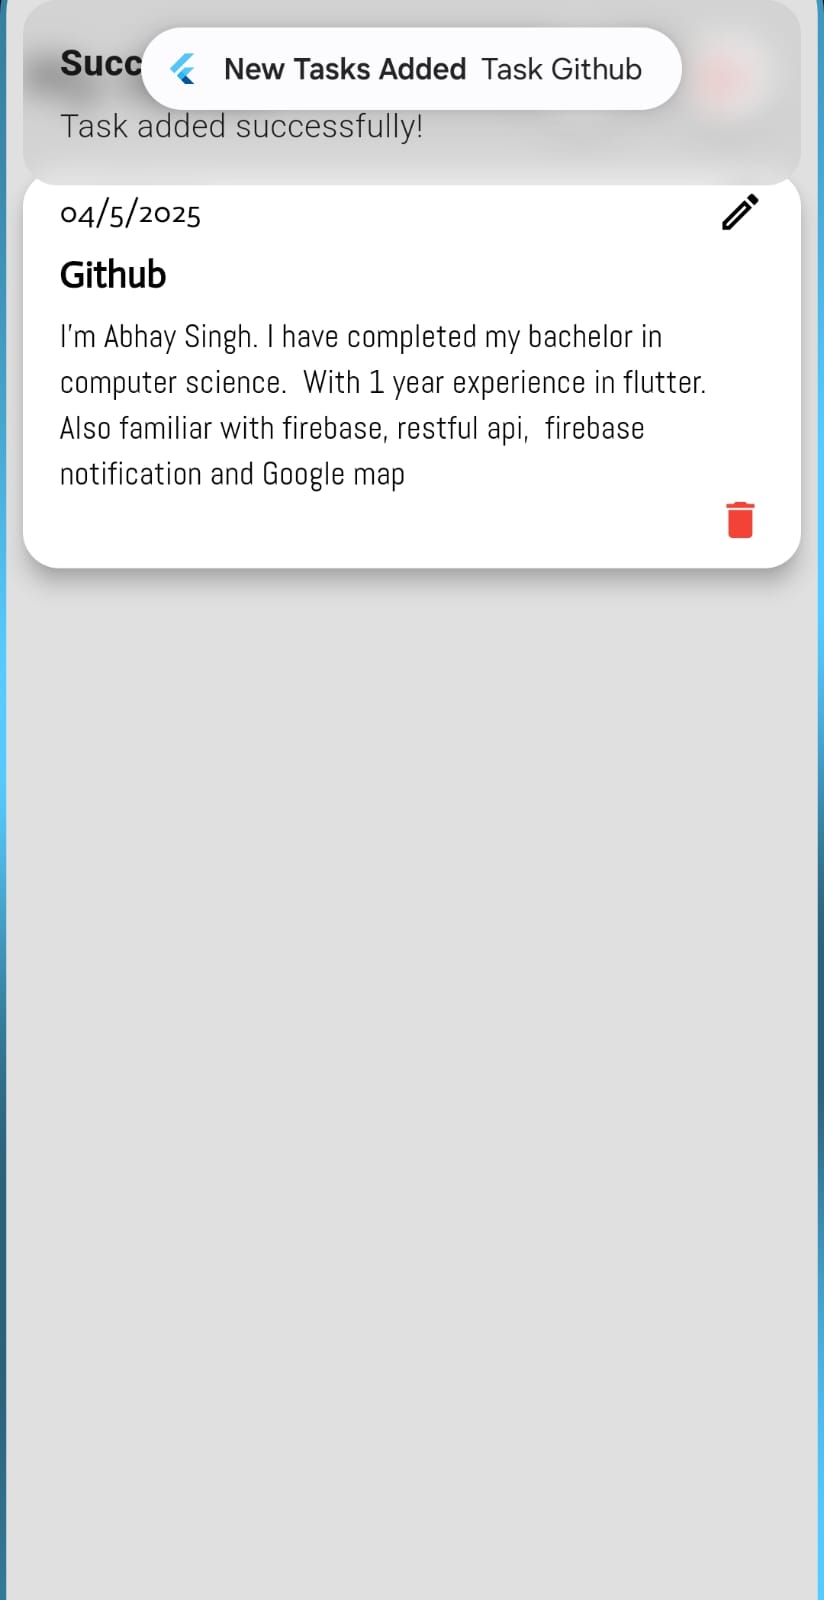 New Tasks Added Task Github
Succ
Task added successfully!
04/5/2025
Github
I'm Abhay Singh. I have completed my bachelor in
computer science.  With 1 year experience in flutter.
Also familiar with firebase, restful api,  firebase
notification and Google map